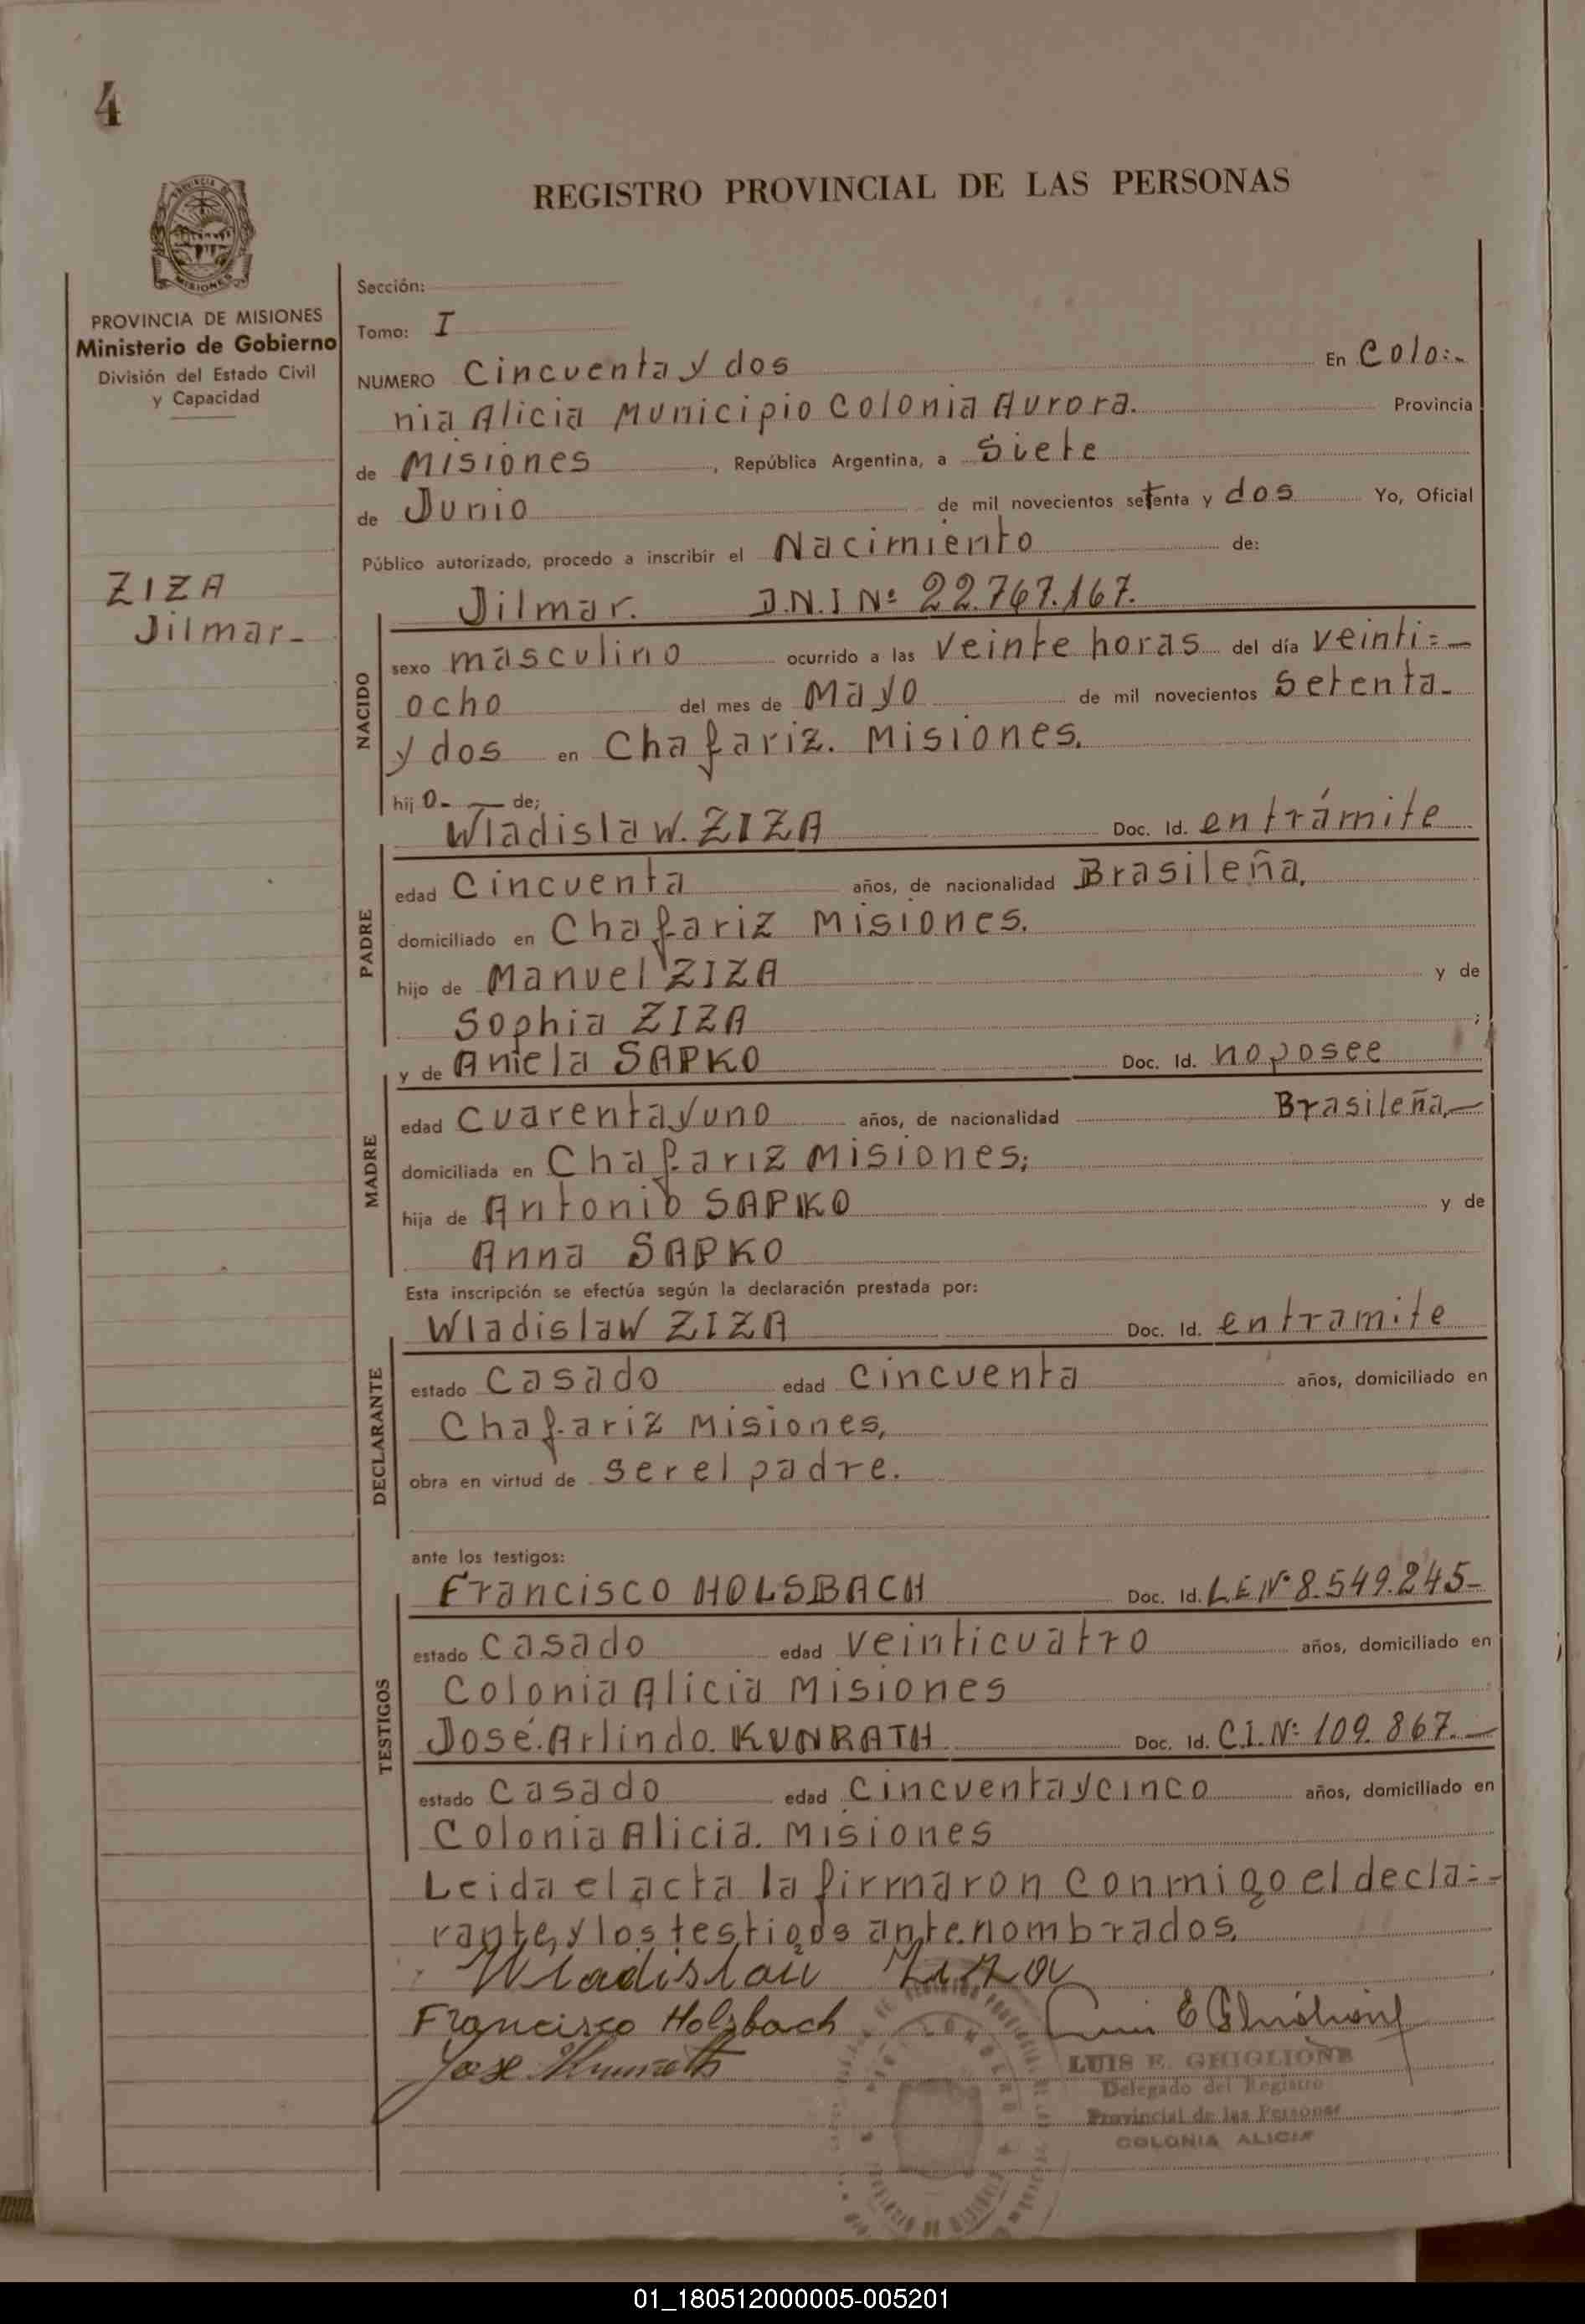 4
REGISTRO PROVINCIAL DE LAS PERSONAS
PROVINCIA DE MISIONES
Ministerio de Gobierno
División del Estado Civil
y Capacidad
ZIZA
Jilmar-
Sección:
Tomo: I
NUMERO Cincuenta y dos En Colo:-
nia Alicia Municipio Colonia Aurora. Provincia
de Misiones, República Argentina, a Siete
de Junio de mil novecientos setenta y dos Yo, Oficial
Público autorizado, procedo a inscribir el Nacimiento de:
Jilmar. D.N.I Nº 22.767.167.
NACIDO
sexo masculino ocurrido a las veinte horas del día veinti=-
ocho del mes de Mayo de mil novecientos setenta-
y dos en Chafariz. Misiones.
hijo- de;
Wladislaw. ZIZA Doc. Id. en trámite
PADRE
edad Cincuenta años, de nacionalidad Brasileña.
domiciliado en Chafariz Misiones.
hijo de Manuel ZIZA y de
Sophia ZIZA;
y de Aniela SAPKO Doc. Id. no posee
MADRE
edad cuarenta y uno años, de nacionalidad Brasileña-
domiciliada en Chafariz Misiones;
hija de Antonio SAPKO y de
Anna SAPKO
Esta inscripción se efectúa según la declaración prestada por:
Wladislaw ZIZA Doc. Id. en tramite
DECLARANTE
estado Casado edad Cincuenta años, domiciliado en
Chafariz Misiones,
obra en virtud de ser el padre.
ante los testigos:
Francisco HOLSBACH Doc. Id. L.E Nº 8.549.245-
TESTIGOS
estado Casado edad veinticuatro años, domiciliado en
Colonia Alicia Misiones
José. Arlindo. KUNRATH Doc. Id. C.I. Nº 109.867.-
estado Casado edad Cincuenta y cinco años, domiciliado en
Colonia Alicia. Misiones
Leida el acta la firmaron conmigo el decla=-
rante, y los testigos antenombrados.
Wladislau Ziza
Francisco Holzbach
Jose Kunrath
LUIS E. GHIGLIONE
Delegado del Registro
Provincial de las Personas
COLONIA ALICIA
01_180512000005-005201